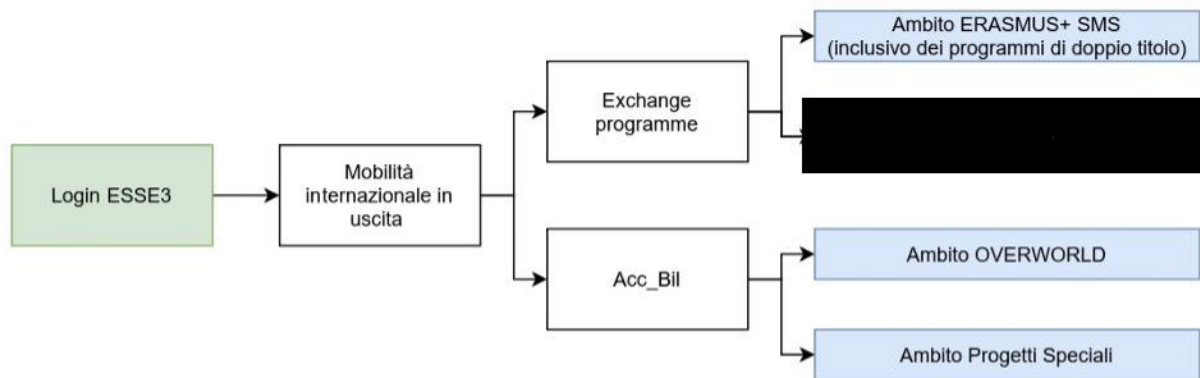 Login ESSE3
Mobilità
internazionale in
uscita
Exchange
programme
Ambito ERASMUS+ SMS
(inclusivo dei programmi di doppio titolo)
Acc_Bil
Ambito OVERWORLD
Ambito Progetti Speciali